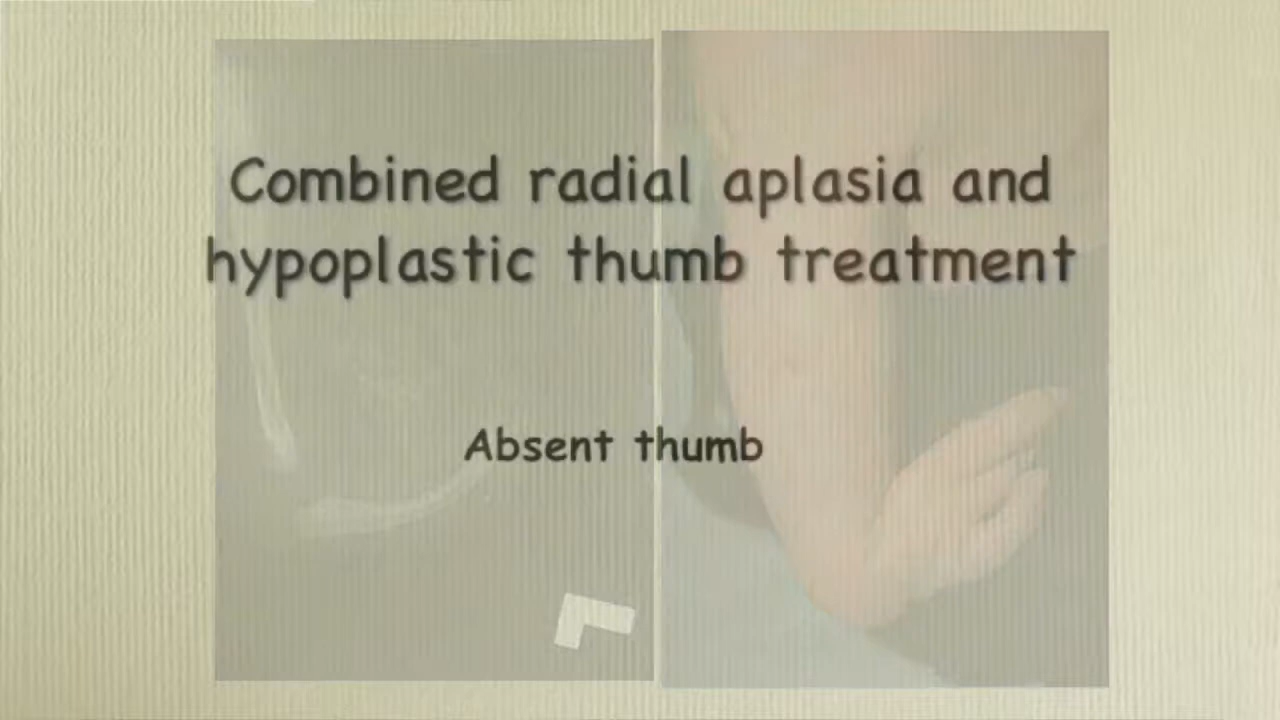 Combined radial aplasia and
hypoplastic thumb treatment
Absent thumb